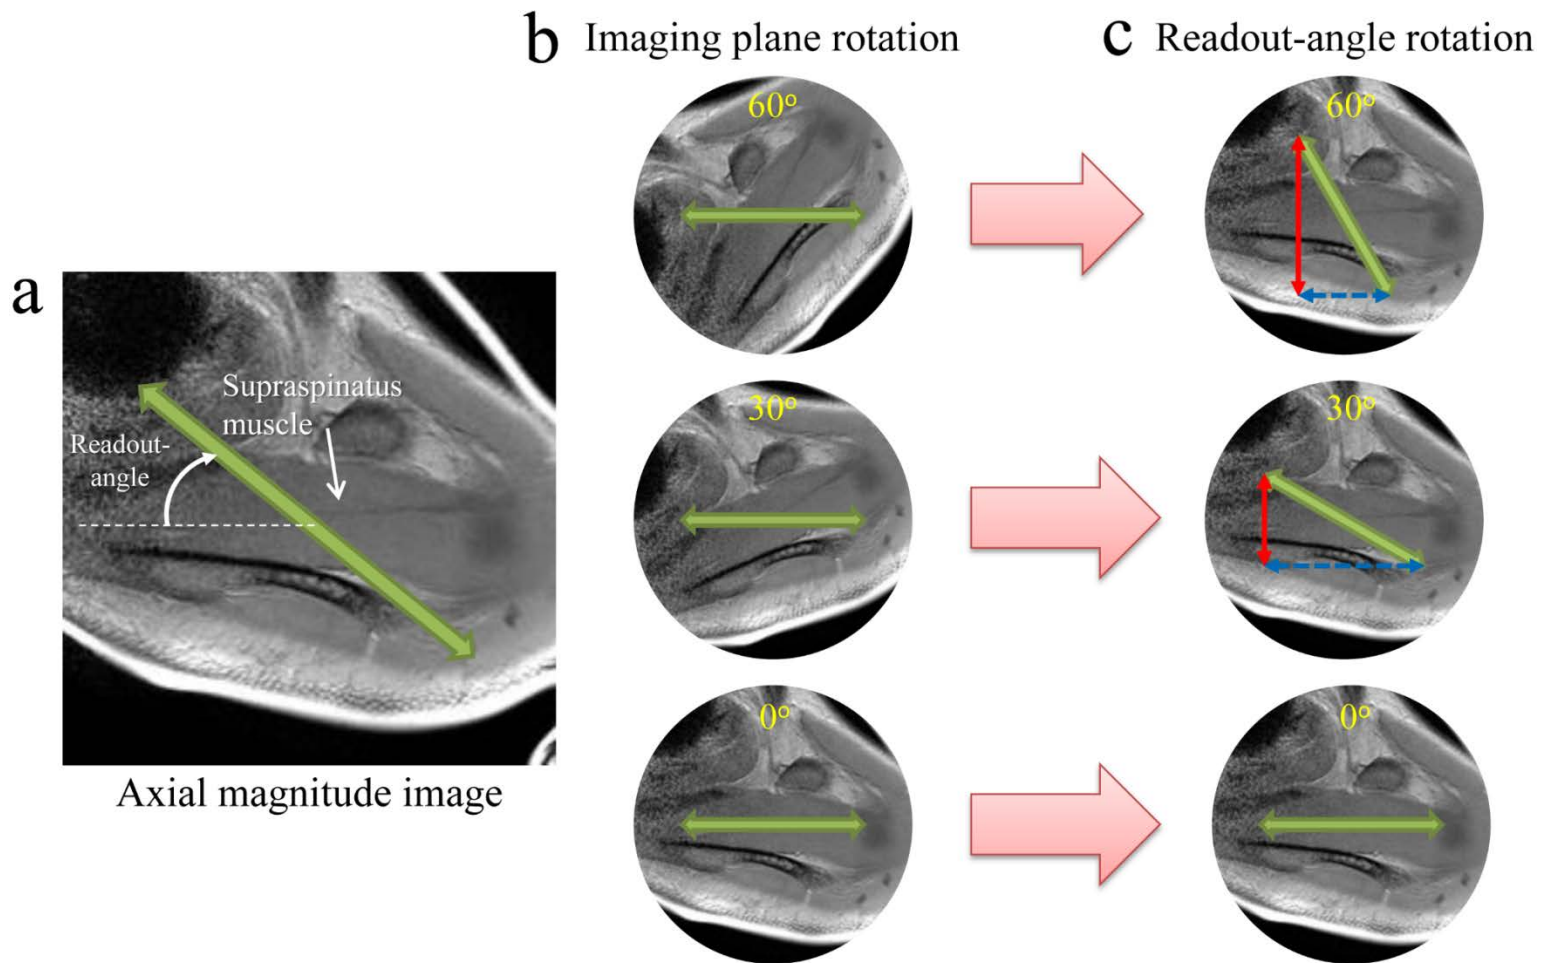 b Imaging plane rotation
c Readout-angle rotation
60°
60°
a
Supraspinatus
muscle
Readout-
angle
30°
30°
0°
0°
Axial magnitude image